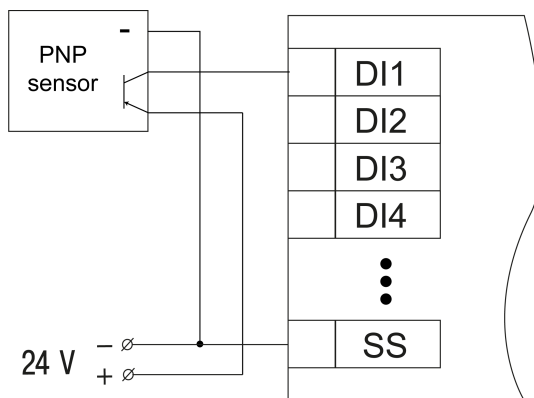 PNP
sensor
-
DI1
DI2
DI3
DI4
SS
24 V
−
+